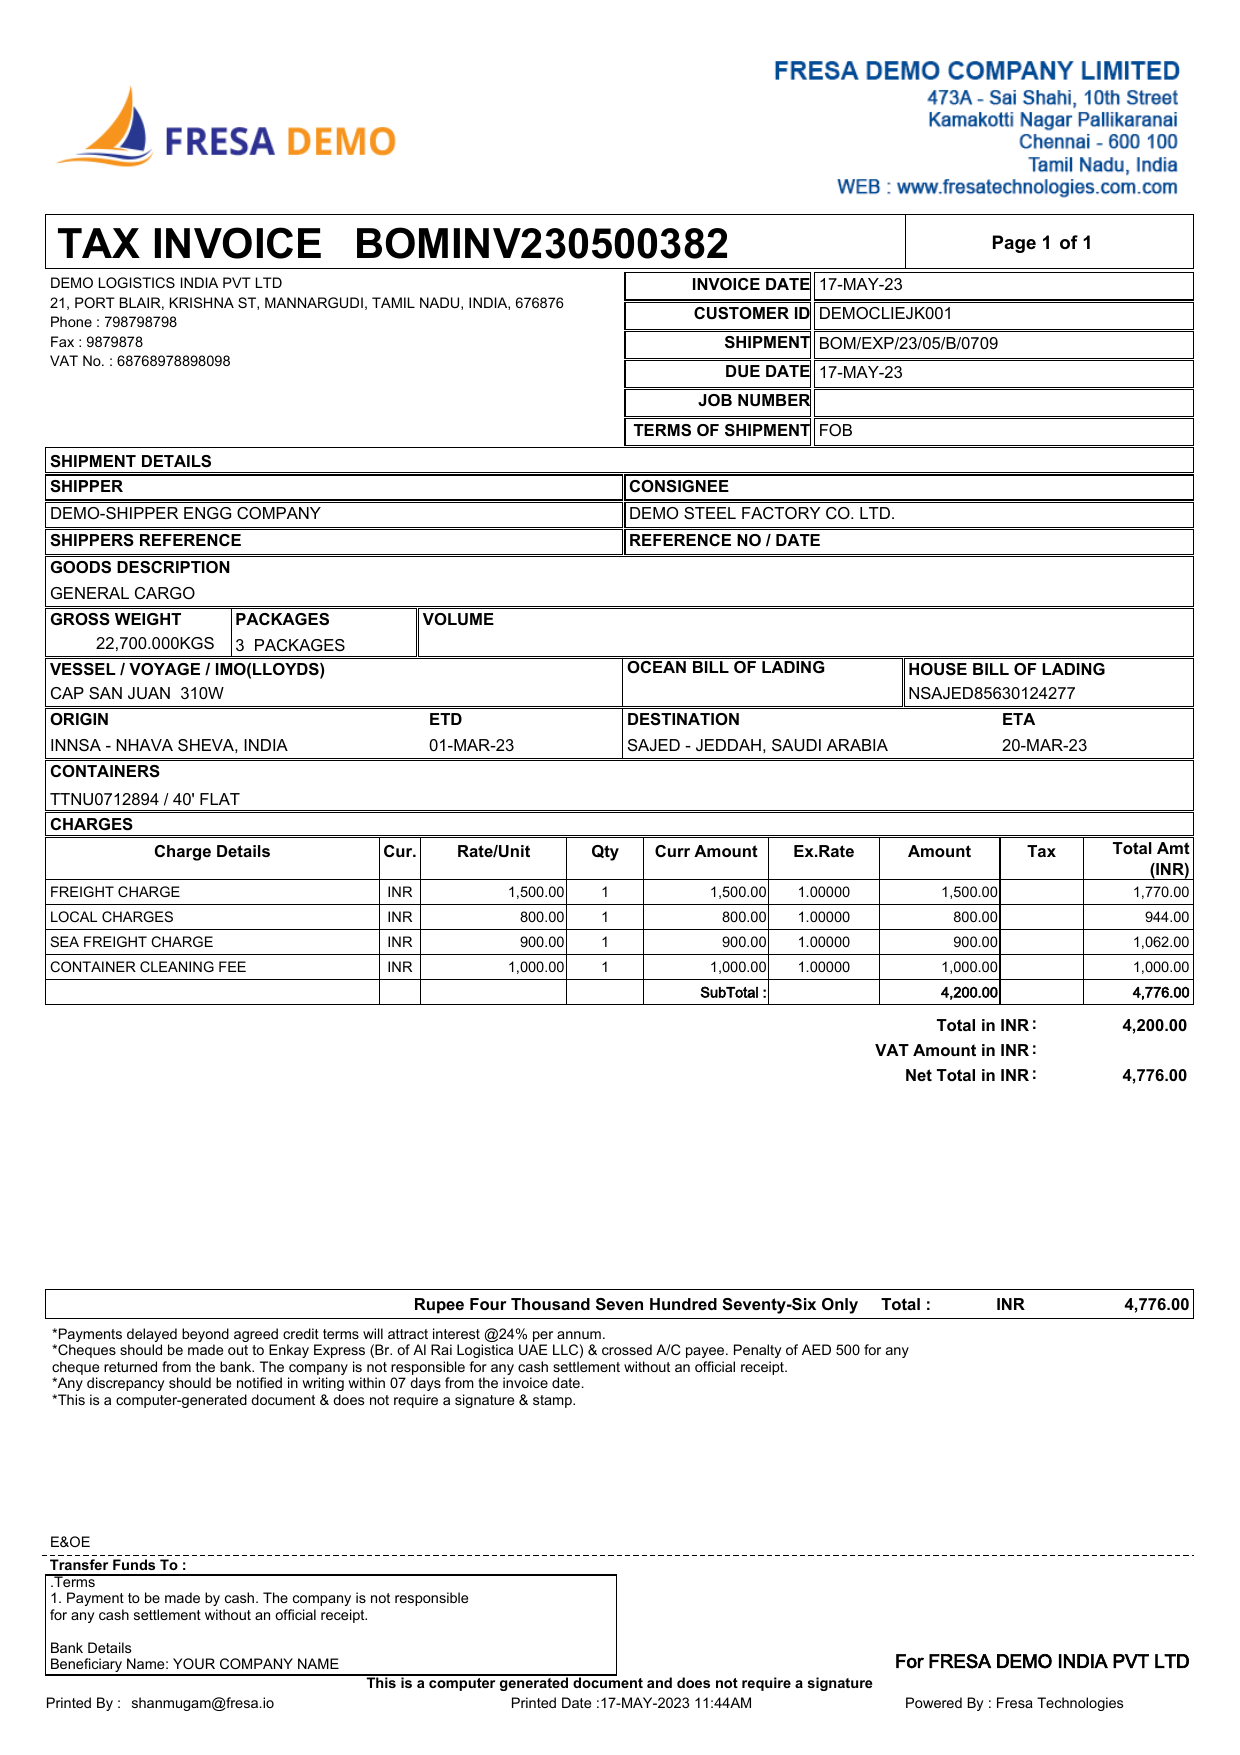 FRESA DEMO
FRESA DEMO COMPANY LIMITED
473A - Sai Shahi, 10th Street
Kamakotti Nagar Pallikaranai
Chennai - 600 100
Tamil Nadu, India
WEB : www.fresatechnologies.com.com
TAX INVOICE BOMINV230500382 Page 1 of 1
DEMO LOGISTICS INDIA PVT LTD
21, PORT BLAIR, KRISHNA ST, MANNARGUDI, TAMIL NADU, INDIA, 676876
Phone : 798798798
Fax : 9879878
VAT No. : 68768978898098
INVOICE DATE 17-MAY-23
CUSTOMER ID DEMOCLIEJK001
SHIPMENT BOM/EXP/23/05/B/0709
DUE DATE 17-MAY-23
JOB NUMBER
TERMS OF SHIPMENT FOB
SHIPMENT DETAILS
SHIPPER CONSIGNEE
DEMO-SHIPPER ENGG COMPANY DEMO STEEL FACTORY CO. LTD.
SHIPPERS REFERENCE REFERENCE NO / DATE
GOODS DESCRIPTION
GENERAL CARGO
GROSS WEIGHT PACKAGES VOLUME
22,700.000KGS 3 PACKAGES
VESSEL / VOYAGE / IMO(LLOYDS) OCEAN BILL OF LADING HOUSE BILL OF LADING
CAP SAN JUAN 310W NSAJED85630124277
ORIGIN ETD DESTINATION ETA
INNSA - NHAVA SHEVA, INDIA 01-MAR-23 SAJED - JEDDAH, SAUDI ARABIA 20-MAR-23
CONTAINERS
TTNU0712894 / 40' FLAT
CHARGES
Charge Details Cur. Rate/Unit Qty Curr Amount Ex.Rate Amount Tax Total Amt
(INR)
FREIGHT CHARGE INR 1,500.00 1 1,500.00 1.00000 1,500.00 1,770.00
LOCAL CHARGES INR 800.00 1 800.00 1.00000 800.00 944.00
SEA FREIGHT CHARGE INR 900.00 1 900.00 1.00000 900.00 1,062.00
CONTAINER CLEANING FEE INR 1,000.00 1 1,000.00 1.00000 1,000.00 1,000.00
SubTotal : 4,200.00 4,776.00
Total in INR : 4,200.00
VAT Amount in INR :
Net Total in INR : 4,776.00
Rupee Four Thousand Seven Hundred Seventy-Six Only Total : INR 4,776.00
*Payments delayed beyond agreed credit terms will attract interest @24% per annum.
*Cheques should be made out to Enkay Express (Br. of Al Rai Logistica UAE LLC) & crossed A/C payee. Penalty of AED 500 for any
cheque returned from the bank. The company is not responsible for any cash settlement without an official receipt.
*Any discrepancy should be notified in writing within 07 days from the invoice date.
*This is a computer-generated document & does not require a signature & stamp.
E&OE
Transfer Funds To :
.Terms
1. Payment to be made by cash. The company is not responsible
for any cash settlement without an official receipt.
Bank Details
Beneficiary Name: YOUR COMPANY NAME
For FRESA DEMO INDIA PVT LTD
This is a computer generated document and does not require a signature
Printed By : shanmugam@fresa.io Printed Date :17-MAY-2023 11:44AM Powered By : Fresa Technologies